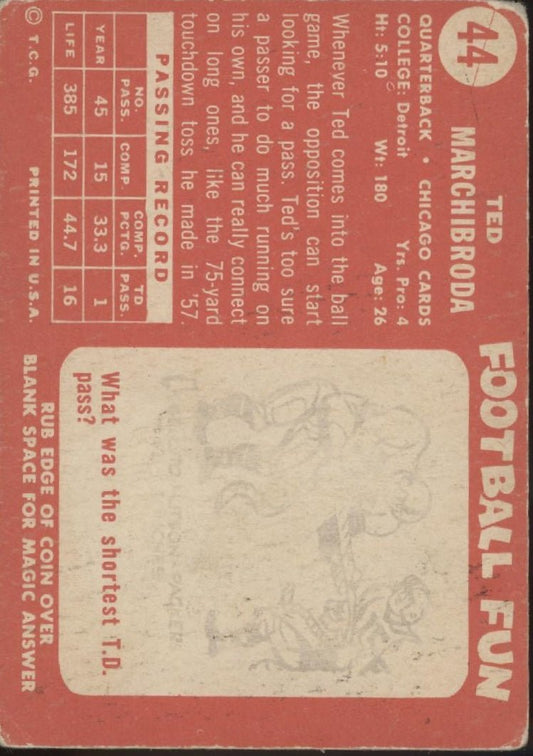 44
TED
MARCHIBRODA
QUARTERBACK • CHICAGO CARDS
COLLEGE: Detroit Yrs. Pro: 4
Ht: 5:10 Wt: 180 Age: 26
Whenever Ted comes into the ball
game, the opposition can start
looking for a pass. Ted's too sure
a passer to do much running on
his own, and he can really connect
on long ones, like the 75-yard
touchdown toss he made in '57.
PASSING RECORD
NO. PASS. COMP. COMP. PCTG. TD PASS.
YEAR 45 15 33.3 1
LIFE 385 172 44.7 16
© T.C.G. PRINTED IN U.S.A.
FOOTBALL FUN
What was the shortest T.D.
pass?
RUB EDGE OF COIN OVER
BLANK SPACE FOR MAGIC ANSWER